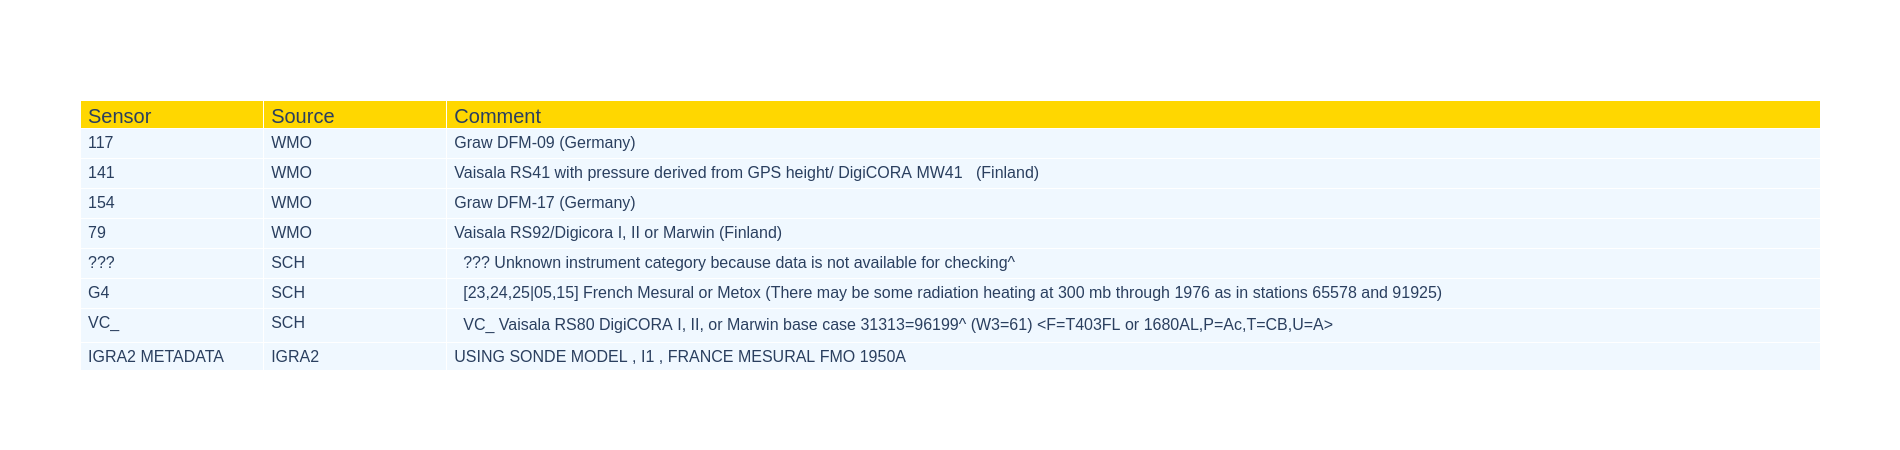 Sensor Source Comment
117 WMO Graw DFM-09 (Germany)
141 WMO Vaisala RS41 with pressure derived from GPS height/ DigiCORA MW41   (Finland)
154 WMO Graw DFM-17 (Germany)
79 WMO Vaisala RS92/Digicora I, II or Marwin (Finland)
??? SCH ??? Unknown instrument category because data is not available for checking^
G4 SCH [23,24,25|05,15] French Mesural or Metox (There may be some radiation heating at 300 mb through 1976 as in stations 65578 and 91925)
VC_ SCH VC_ Vaisala RS80 DigiCORA I, II, or Marwin base case 31313=96199^ (W3=61) <F=T403FL or 1680AL,P=Ac,T=CB,U=A>
IGRA2 METADATA IGRA2 USING SONDE MODEL , I1 , FRANCE MESURAL FMO 1950A